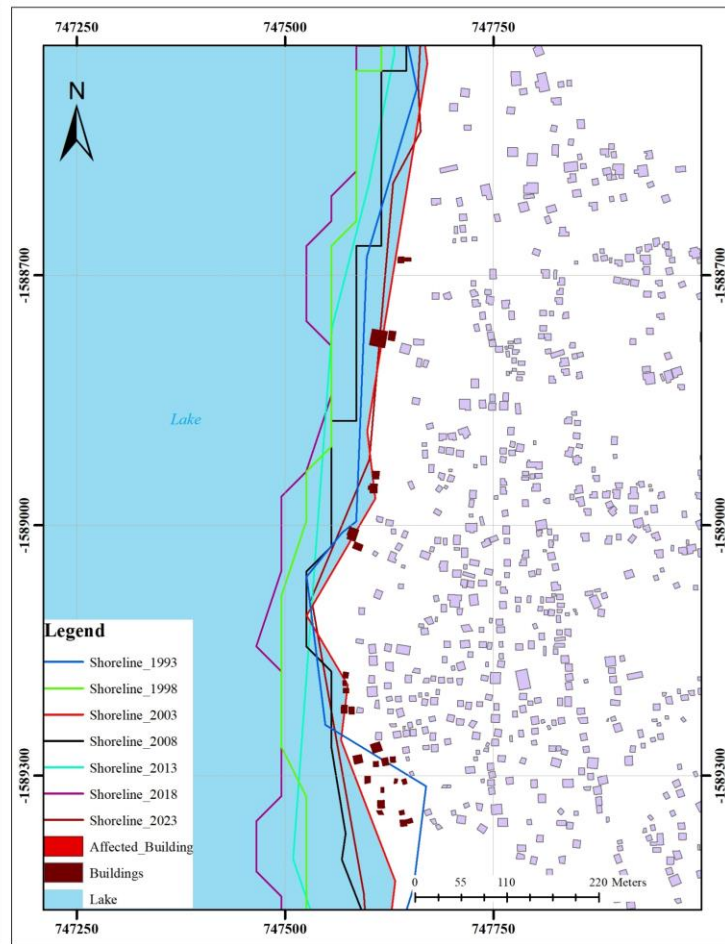 747250 747500 747750
N
-1588700 -1588700
Lake
-1589000 -1589000
Legend
Shoreline_1993
Shoreline_1998
Shoreline_2003
Shoreline_2008
Shoreline_2013
Shoreline_2018
Shoreline_2023
Affected_Building
Buildings
Lake
-1589300 -1589300
0 55 110 220 Meters
747250 747500 747750